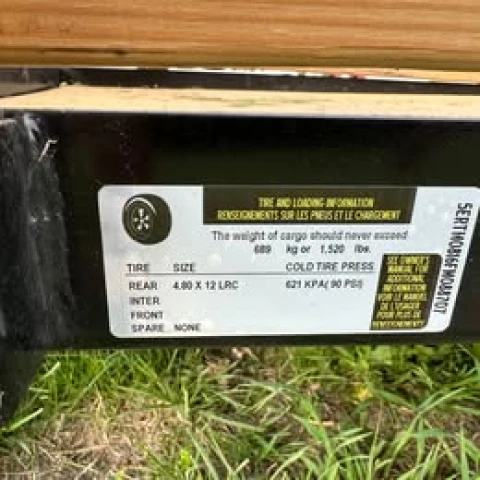 TIRE AND LOADING INFORMATION
RENSEIGNEMENTS SUR LES PNEUS ET LE CHARGEMENT
The weight of cargo should never exceed
689 kg or 1,520 lbs.
TIRE SIZE COLD TIRE PRESS.
REAR 4.80 X 12 LRC 621 KPA( 90 PSI)
INTER
FRONT
SPARE NONE
SEE OWNER'S
MANUAL FOR
ADDITIONAL
INFORMATION
VOIR LE MANUEL
DE L'USAGER
POUR PLUS DE
RENSEIGNEMENTS